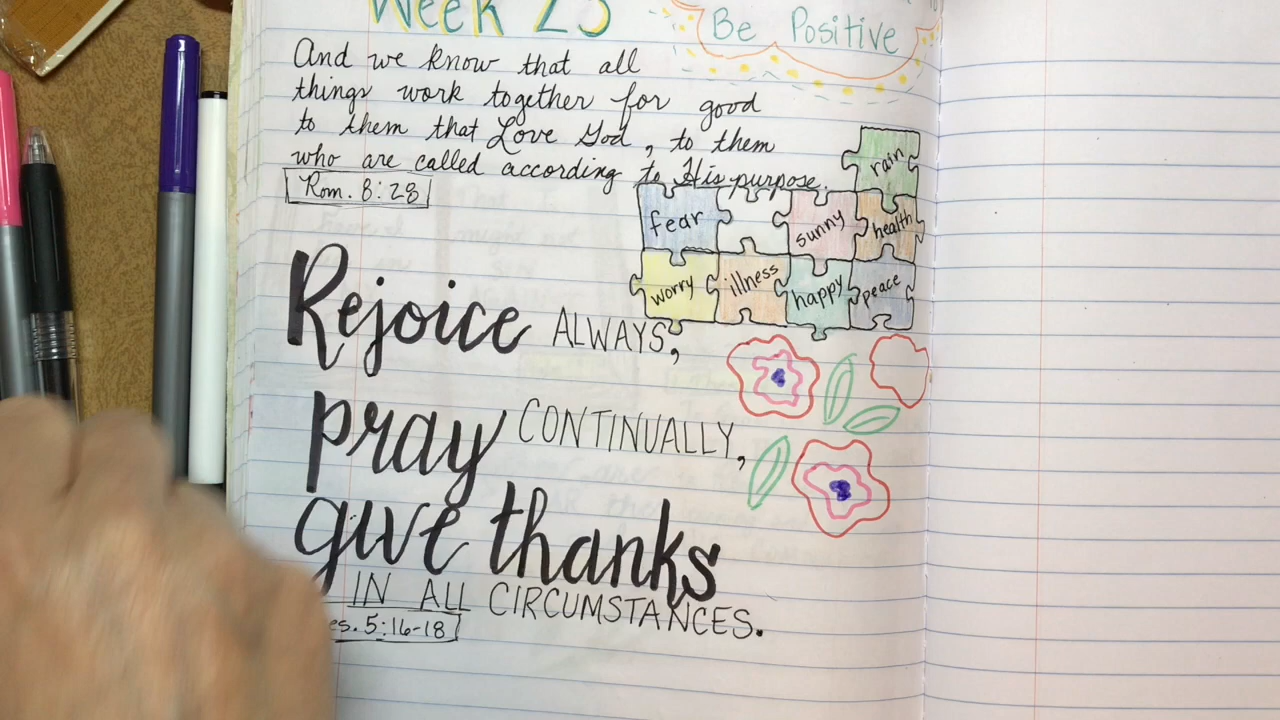 Week 23
Be Positive
And we know that all
things work together for good
to them that Love God, to them
who are called according to His purpose.
Rom. 8:28
rain
fear
sunny
health
worry
illness
happy
peace
Rejoice ALWAYS,
pray CONTINUALLY,
give thanks
IN ALL CIRCUMSTANCES.
es. 5:16-18